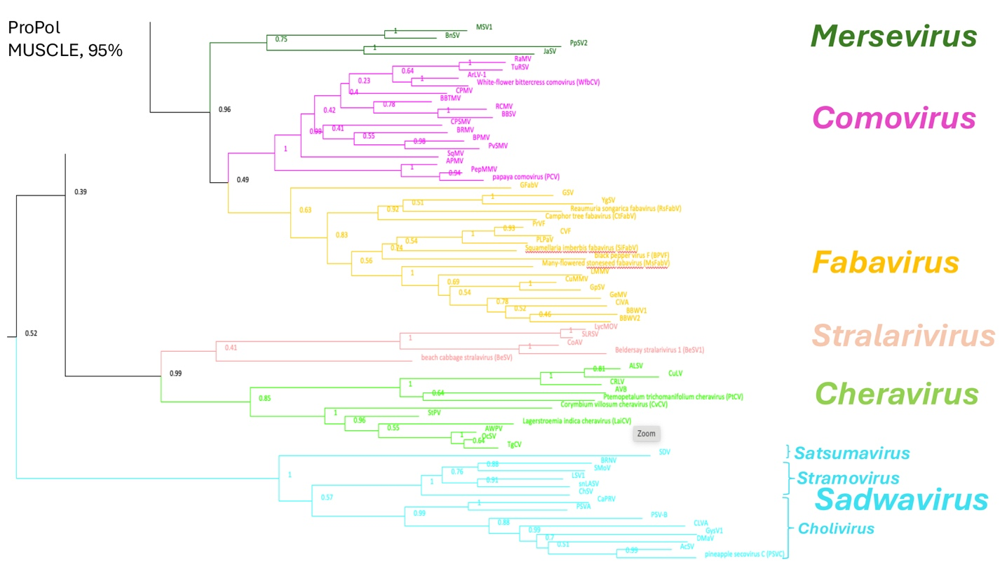 ProPol
MUSCLE, 95%
Mersevirus
MSV1
1
BnSV
0.75
PpSV2
1
JaSV
RaMV
1
TuRSV
0.64
ArLV-1
1
White-flower bittercress comovirus (WfbCV)
0.23
CPMV
0.4
BBTMV
0.78
RCMV
1
BBSV
0.42
0.96
Comovirus
CPSMV
0.41
BRMV
0.99
0.55
BPMV
0.98
PvSMV
1
SqMV
APMV
1
PepMMV
0.94
papaya comovirus (PCV)
0.49
GFabV
0.39
GSV
1
YgSV
0.51
0.92
Reaumuria songarica fabavirus (RsFabV)
0.63
Camphor tree fabavirus (CtFabV)
PrVF
0.93
CVF
1
0.83
PLPaV
0.54
Squamellaria imberbis fabavirus (SiFabV)
0.24
black pepper virus F (BPVF)
0.56
Many-flowered stoneseed fabavirus (MsFabV)
Fabavirus
1
LMMV
0.69
CuMMV
1
GpSV
0.54
GeMV
0.78
CiVA
0.52
BBWV1
0.46
BBWV2
LycMOV
1
SLRSV
0.52
1
Stralarivirus
CoAV
1
Beldersay stralarivirus 1 (BeSV1)
0.41
beach cabbage stralavirus (BeSV)
0.99
ALSV
0.81
CuLV
1
CRLV
1
AVB
0.64
Ptemopetalum trichomanifolium cheravirus (PtCV)
Cheravirus
0.85
Corymbium villosum cheravirus (CvCV)
1
StPV
0.96
Lagerstroemia indica cheravirus (LaiCV)
0.55
AWPV
1
OcSV
0.64
TgCV
Zoom
SDV
Satsumavirus
BRNV
0.88
SMoV
0.76
1
LSV1
0.91
snLASV
1
ChSV
Stramovirus
0.57
CaPRV
1
PSVA
Sadwavirus
0.99
PSV-B
0.88
CLVA
0.99
GysV1
Cholivirus
0.7
DMaV
0.51
AcSV
0.99
pineapple secovirus C (PSVC)